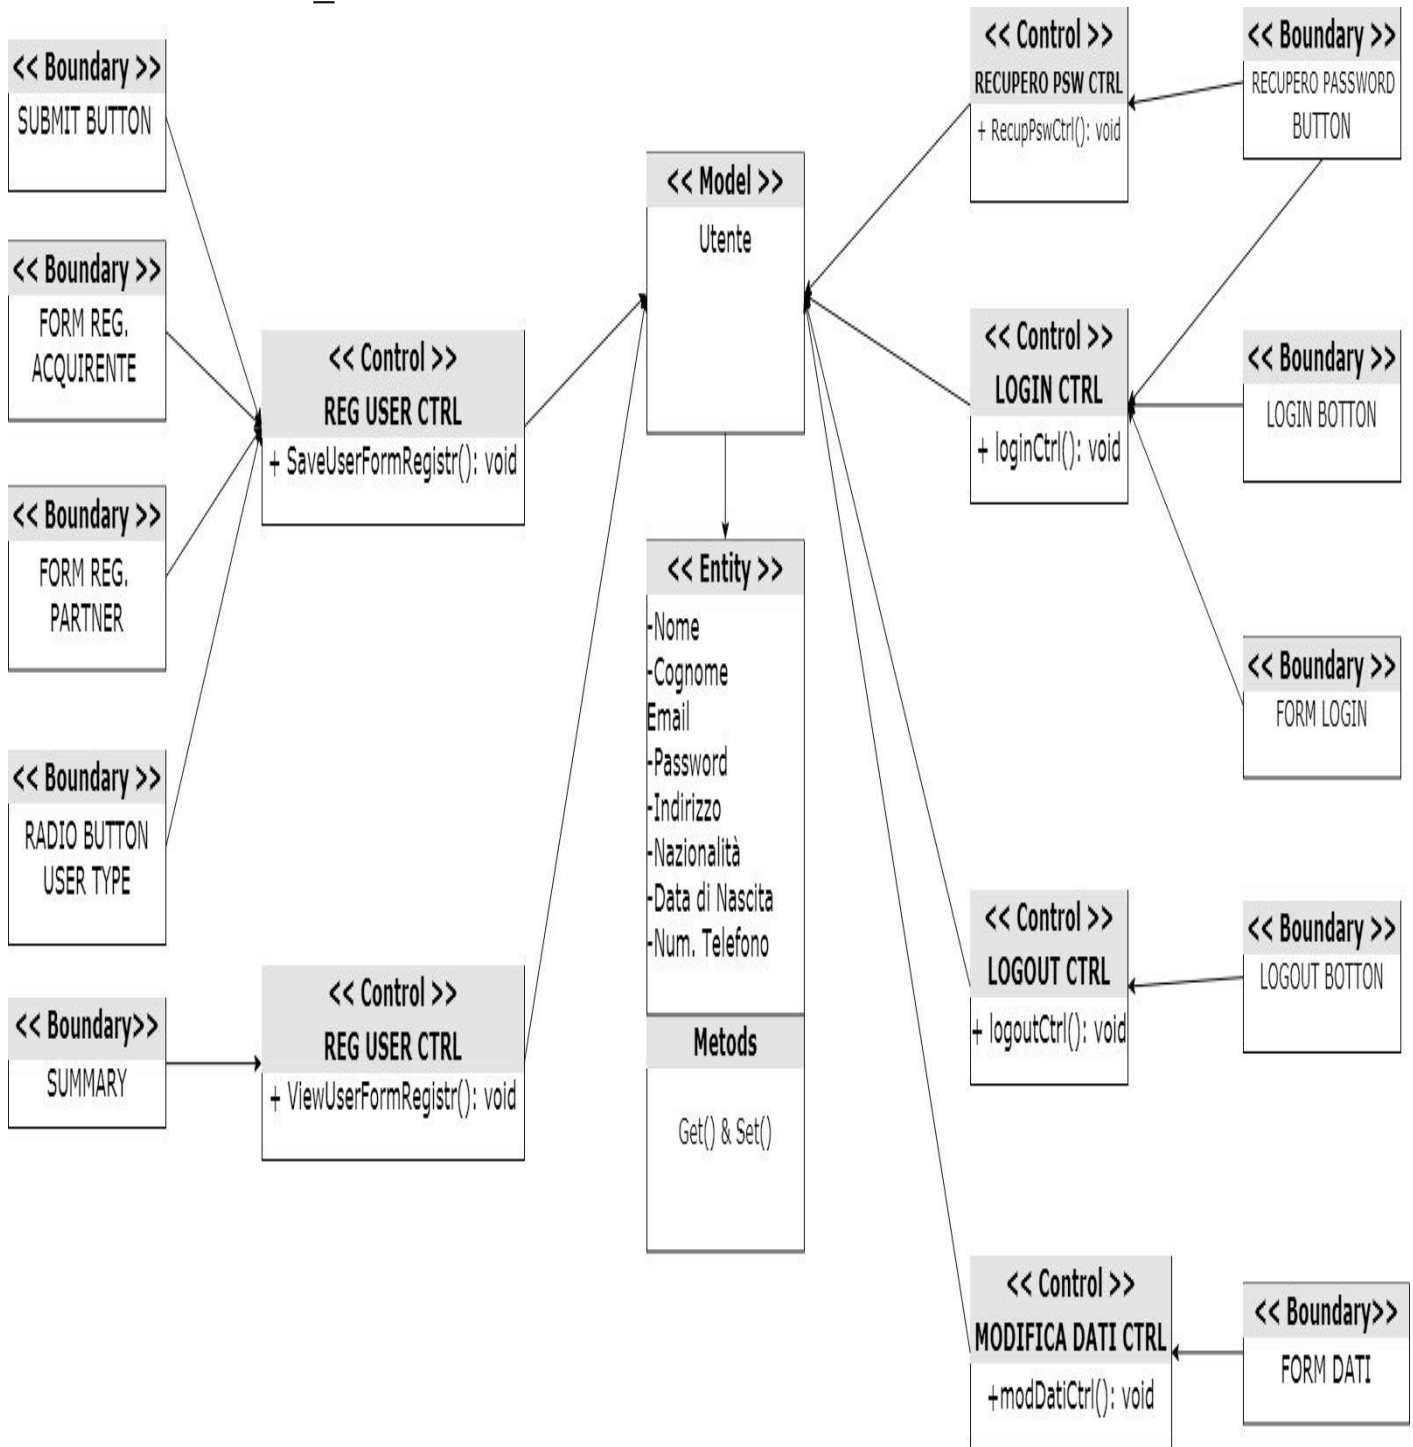 << Boundary >>
SUBMIT BUTTON
<< Boundary >>
FORM REG.
ACQUIRENTE
<< Boundary >>
FORM REG.
PARTNER
<< Boundary >>
RADIO BUTTON
USER TYPE
<< Boundary>>
SUMMARY
<< Control >>
REG USER CTRL
+ SaveUserFormRegistr(): void
<< Control >>
REG USER CTRL
+ ViewUserFormRegistr(): void
<< Model >>
Utente
<< Entity >>
-Nome
-Cognome
Email
-Password
-Indirizzo
-Nazionalità
-Data di Nascita
-Num. Telefono
Metods
Get() & Set()
<< Control >>
RECUPERO PSW CTRL
+ RecupPswCtrl(): void
<< Control >>
LOGIN CTRL
+ loginCtrl(): void
<< Control >>
LOGOUT CTRL
+ logoutCtrl(): void
<< Control >>
MODIFICA DATI CTRL
+modDatiCtrl(): void
<< Boundary >>
RECUPERO PASSWORD
BUTTON
<< Boundary >>
LOGIN BOTTON
<< Boundary >>
FORM LOGIN
<< Boundary >>
LOGOUT BOTTON
<< Boundary>>
FORM DATI